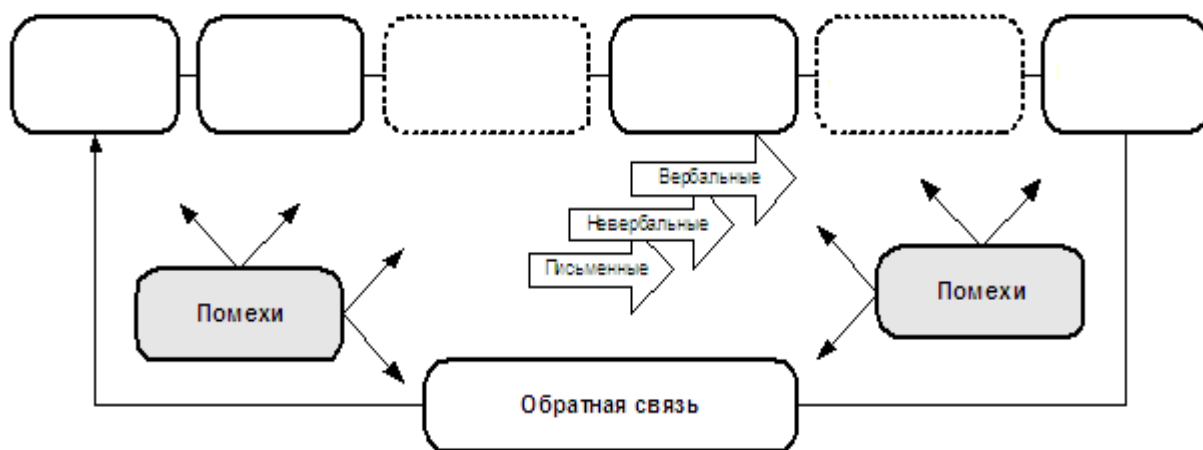 Вербальные
Невербальные
Письменные
Помехи
Помехи
Обратная связь